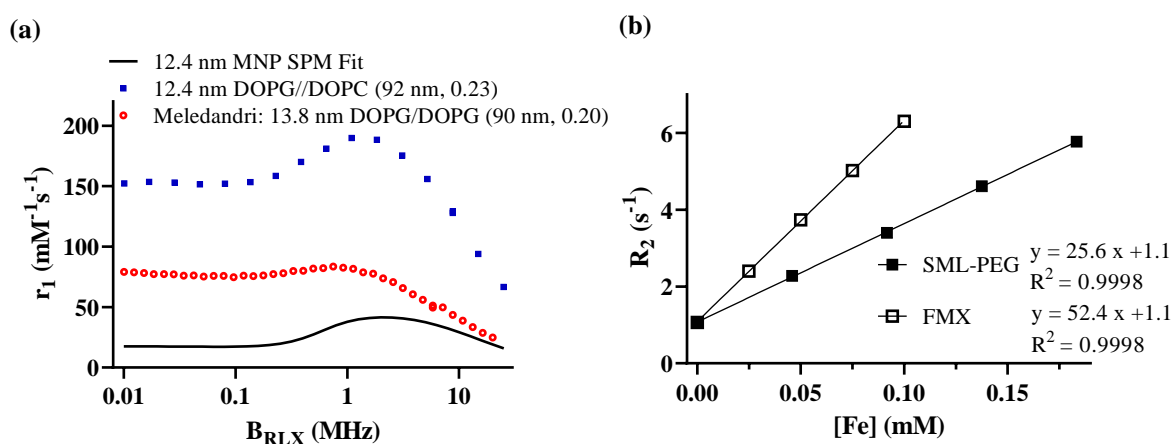 (a)
12.4 nm MNP SPM Fit
12.4 nm DOPG//DOPC (92 nm, 0.23)
Meledandri: 13.8 nm DOPG/DOPG (90 nm, 0.20)
200
150
100
50
0
r1 (mM-1s-1)
0.01
0.1
1
10
BRLX (MHz)
(b)
6
4
2
0
R2 (s-1)
SML-PEG
y = 25.6 x +1.1
R2 = 0.9998
FMX
y = 52.4 x +1.1
R2 = 0.9998
0.00
0.05
0.10
0.15
[Fe] (mM)